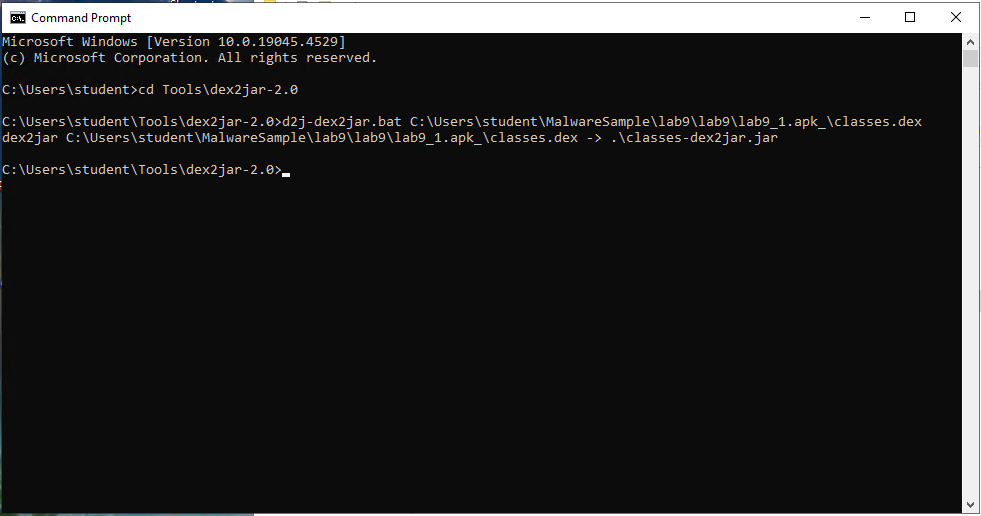 Command Prompt
Microsoft Windows [Version 10.0.19045.4529]
(c) Microsoft Corporation. All rights reserved.
C:\Users\student>cd Tools\dex2jar-2.0
C:\Users\student\Tools\dex2jar-2.0>d2j-dex2jar.bat C:\Users\student\MalwareSample\lab9\lab9\lab9_1.apk_\classes.dex
dex2jar C:\Users\student\MalwareSample\lab9\lab9\lab9_1.apk_\classes.dex -> .\classes-dex2jar.jar
C:\Users\student\Tools\dex2jar-2.0>